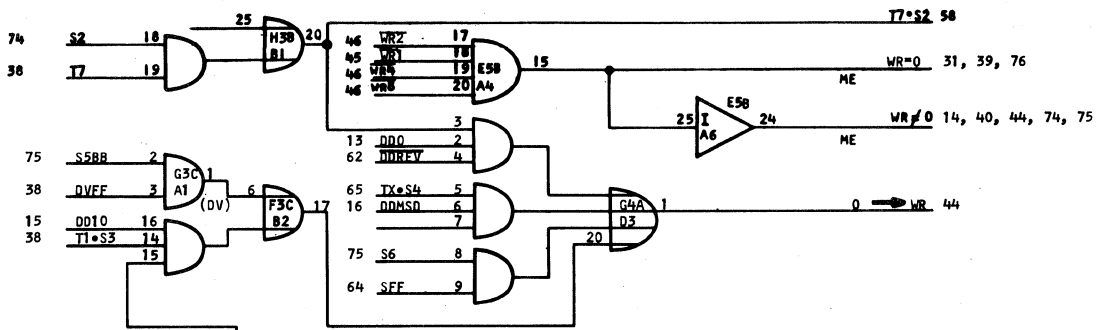 25 T7•S2 58
74 S2 18 H3B 20 46 WR2 17
B1 45 WR1 18
38 T7 19 46 WR4 19 E5B 15 WR=0 31, 39, 76
46 20 A4 ME
E5B
3 25 I 24 WR≠0 14, 40, 44, 74, 75
13 DDO 2 A6 ME
75 S5BB 2 62 DDREV 4
G3C 1
38 DVFF 3 A1 6 F3C 17 65 TX•S4 5 G4A 1 0 → WR 44
(DV) B2 16 DDMSD 6 D3
15 DD10 16 7
38 T1•S3 14 20
15 75 S6 8
64 SFF 9